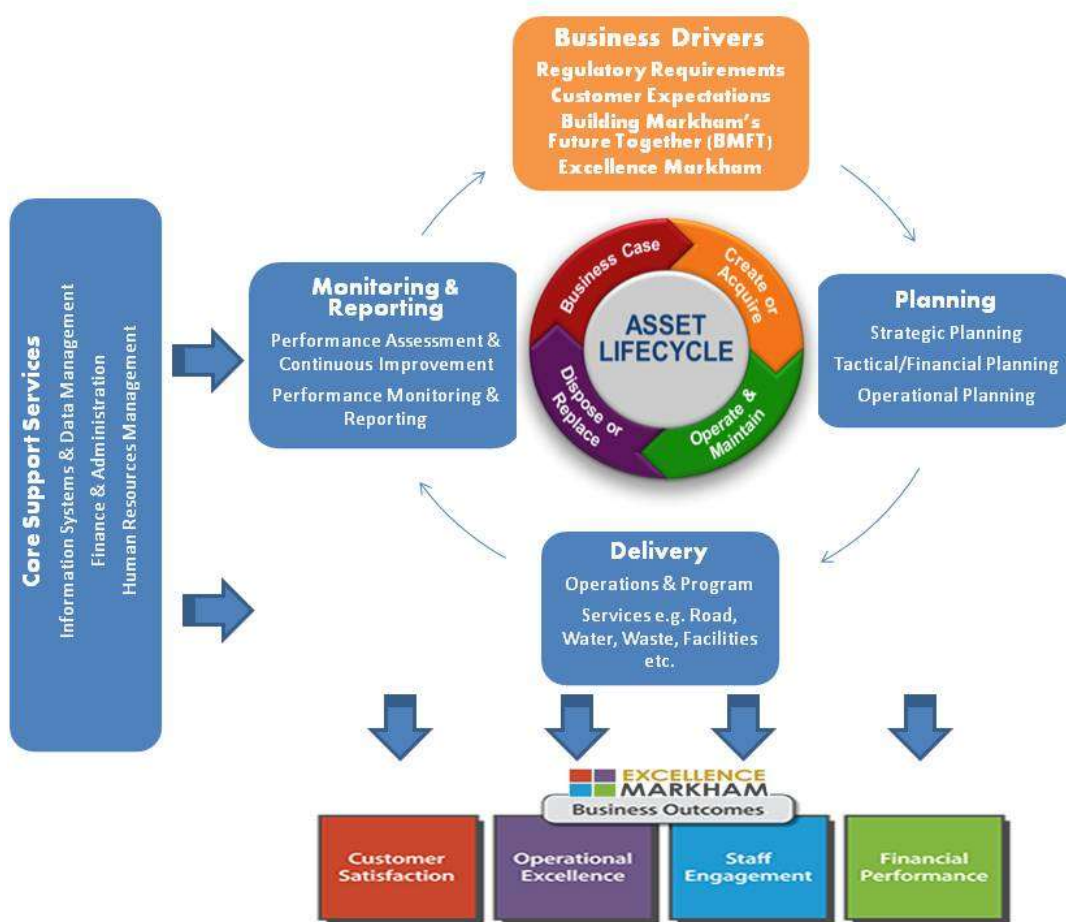 Business Drivers
Regulatory Requirements
Customer Expectations
Building Markham's
Future Together (BMFT)
Excellence Markham
Core Support Services
Information Systems & Data Management
Finance & Administration
Human Resources Management
Monitoring &
Reporting
Performance Assessment &
Continuous Improvement
Performance Monitoring &
Reporting
ASSET
LIFECYCLE
Business Case
Create or
Acquire
Operate &
Maintain
Dispose or
Replace
Planning
Strategic Planning
Tactical/Financial Planning
Operational Planning
Delivery
Operations & Program
Services e.g. Road,
Water, Waste, Facilities
etc.
EXCELLENCE
MARKHAM
Business Outcomes
Customer
Satisfaction
Operational
Excellence
Staff
Engagement
Financial
Performance